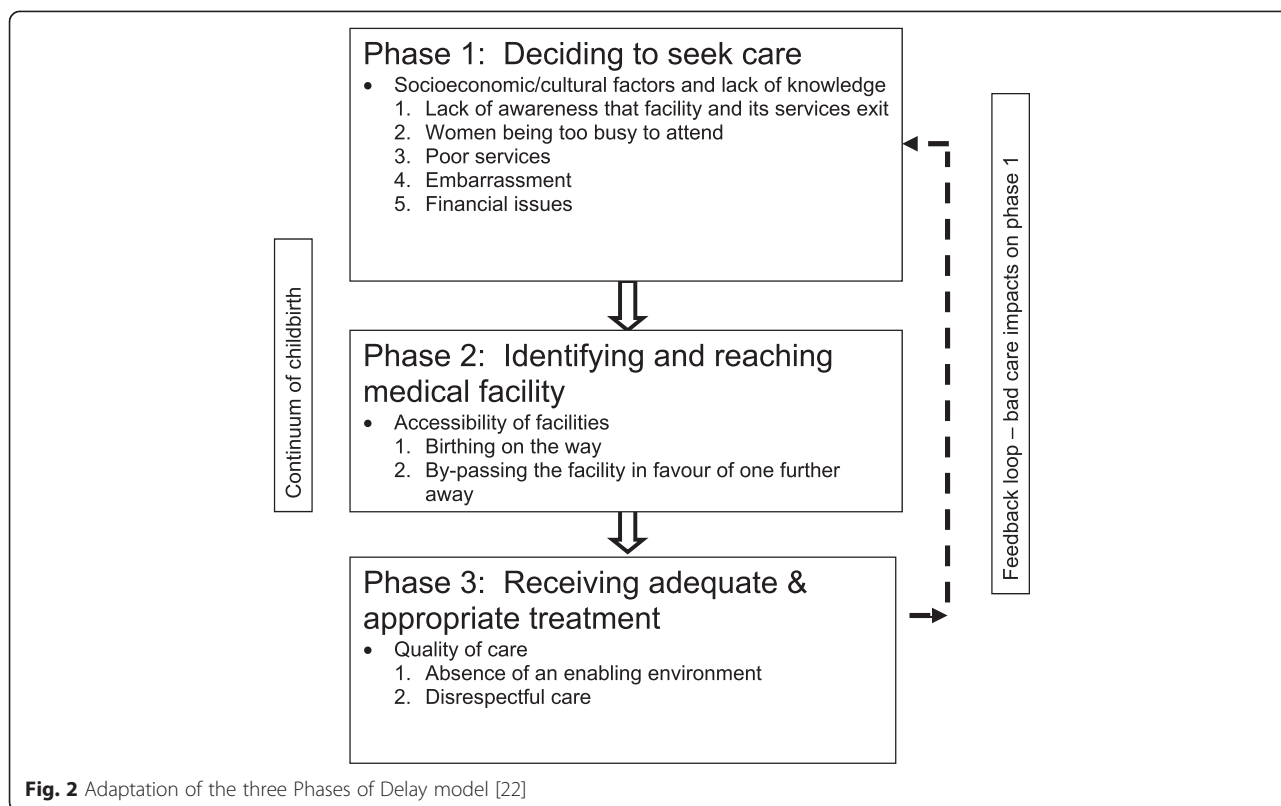 Phase 1: Deciding to seek care
• Socioeconomic/cultural factors and lack of knowledge
1. Lack of awareness that facility and its services exit
2. Women being too busy to attend
3. Poor services
4. Embarrassment
5. Financial issues
Continuum of childbirth
Phase 2: Identifying and reaching
medical facility
• Accessibility of facilities
1. Birthing on the way
2. By-passing the facility in favour of one further
away
Phase 3: Receiving adequate &
appropriate treatment
• Quality of care
1. Absence of an enabling environment
2. Disrespectful care
Feedback loop – bad care impacts on phase 1
Fig. 2 Adaptation of the three Phases of Delay model [22]